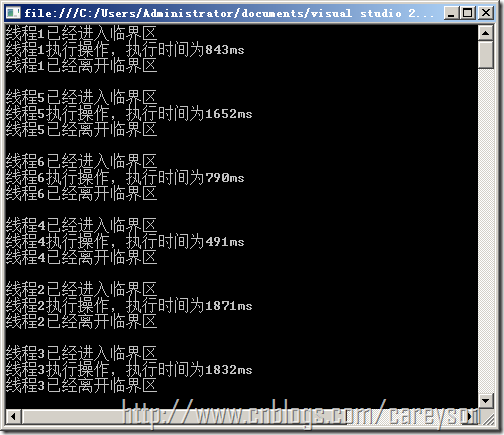 file:///C:/Users/Administrator/documents/visual studio 2...
线程1已经进入临界区
线程1执行操作，执行时间为843ms
线程1已经离开临界区
线程5已经进入临界区
线程5执行操作，执行时间为1652ms
线程5已经离开临界区
线程6已经进入临界区
线程6执行操作，执行时间为790ms
线程6已经离开临界区
线程4已经进入临界区
线程4执行操作，执行时间为491ms
线程4已经离开临界区
线程2已经进入临界区
线程2执行操作，执行时间为1871ms
线程2已经离开临界区
线程3已经进入临界区
线程3执行操作，执行时间为1832ms
线程3已经离开临界区
http://www.cnblogs.com/careyson